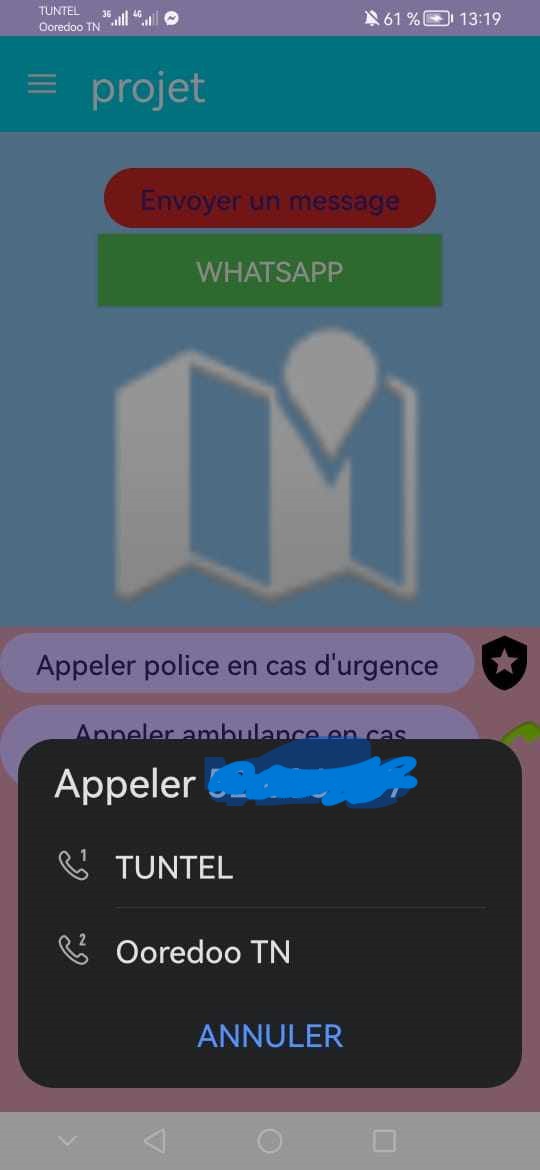 TUNTEL
Ooredoo TN
3G 4G 61 % 13:19
projet
Envoyer un message
WHATSAPP
Appeler police en cas d'urgence
Appeler ambulance en cas
Appeler
1 TUNTEL
2 Ooredoo TN
ANNULER